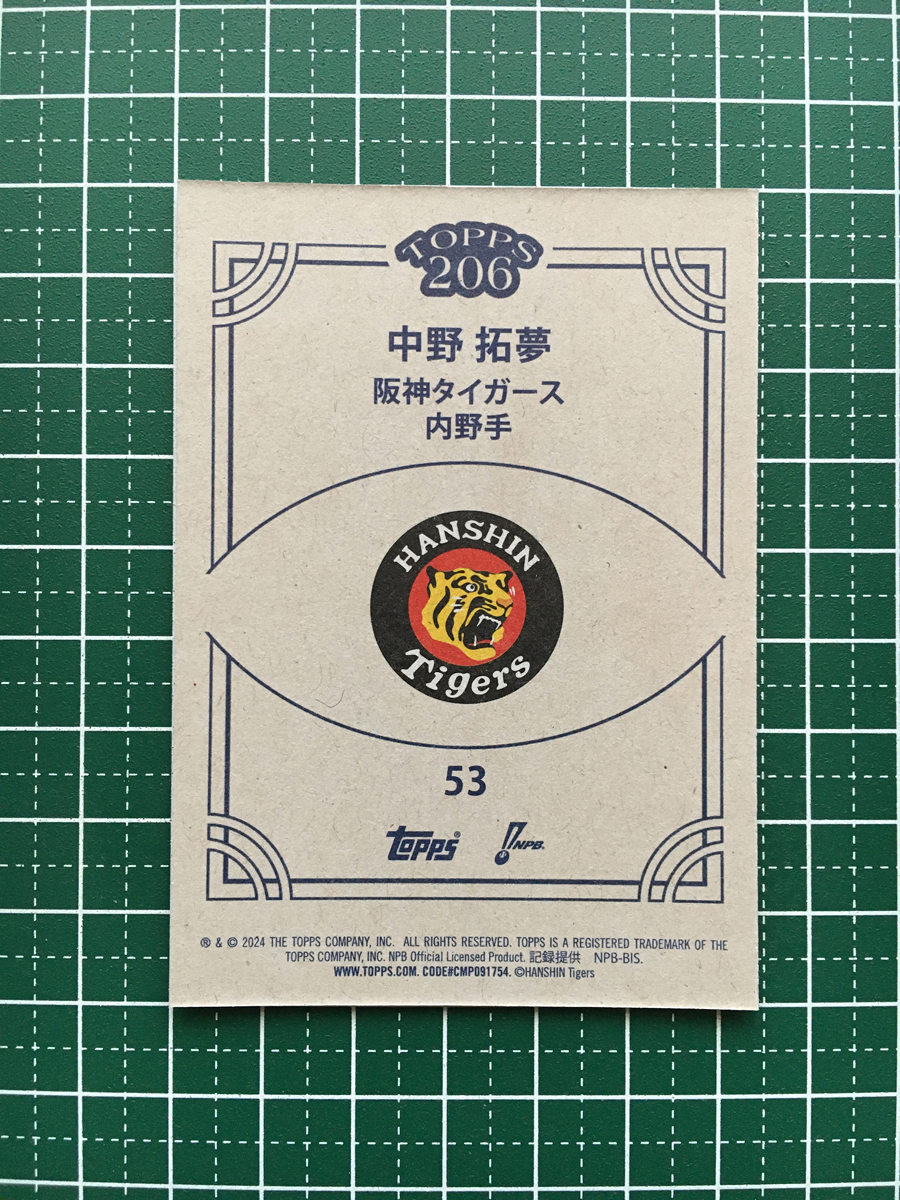 TOPPS
206
中野 拓夢
阪神タイガース
内野手
HANSHIN
Tigers
53
topps® NPB.
® & © 2024 THE TOPPS COMPANY, INC. ALL RIGHTS RESERVED. TOPPS IS A REGISTERED TRADEMARK OF THE
TOPPS COMPANY, INC. NPB Official Licensed Product. 記録提供 NPB-BIS.
WWW.TOPPS.COM. CODE#CMP091754. ©HANSHIN Tigers